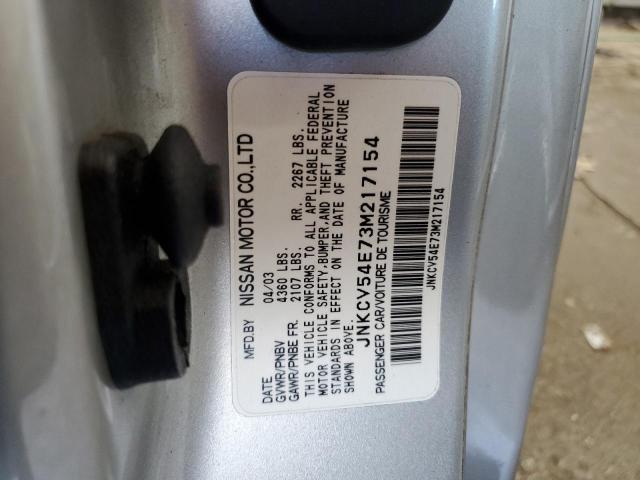 MFD.BY NISSAN MOTOR CO.,LTD
DATE 04/03
GVWR/PNBV 4360 LBS.
GAWR/PNBE FR. 2107 LBS. RR. 2267 LBS.
THIS VEHICLE CONFORMS TO ALL APPLICABLE FEDERAL
MOTOR VEHICLE SAFETY,BUMPER,AND THEFT PREVENTION
STANDARDS IN EFFECT ON THE DATE OF MANUFACTURE
SHOWN ABOVE.
JNKCV54E73M217154
PASSENGER CAR/VOITURE DE TOURISME
JNKCV54E73M217154